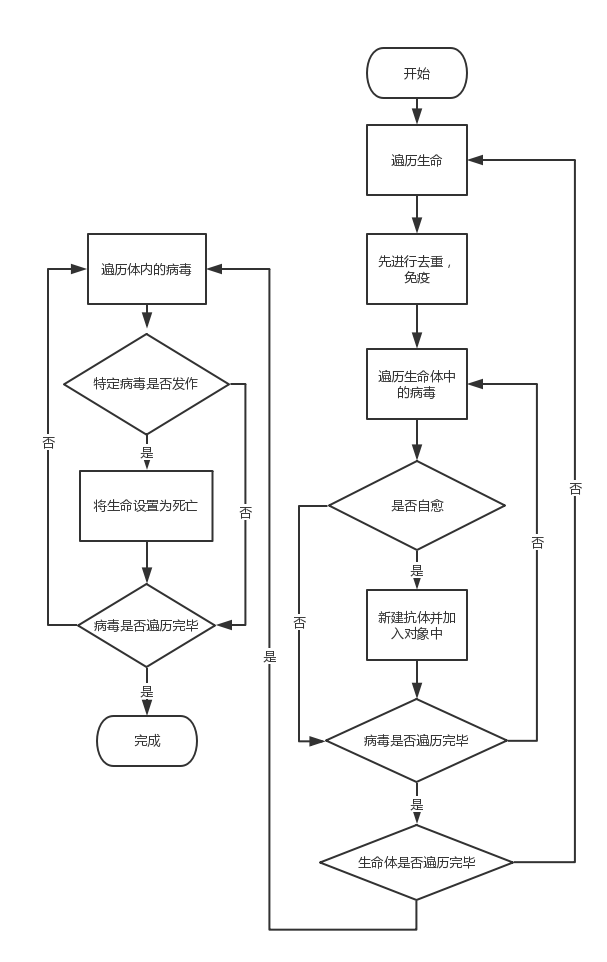 开始
遍历生命
先进行去重，
免疫
遍历生命体中
的病毒
是否自愈
是
否
新建抗体并加
入对象中
病毒是否遍历完毕
否
是
生命体是否遍历完毕
否
是
遍历体内的病毒
特定病毒是否发作
是
否
将生命设置为死亡
病毒是否遍历完毕
否
是
完成